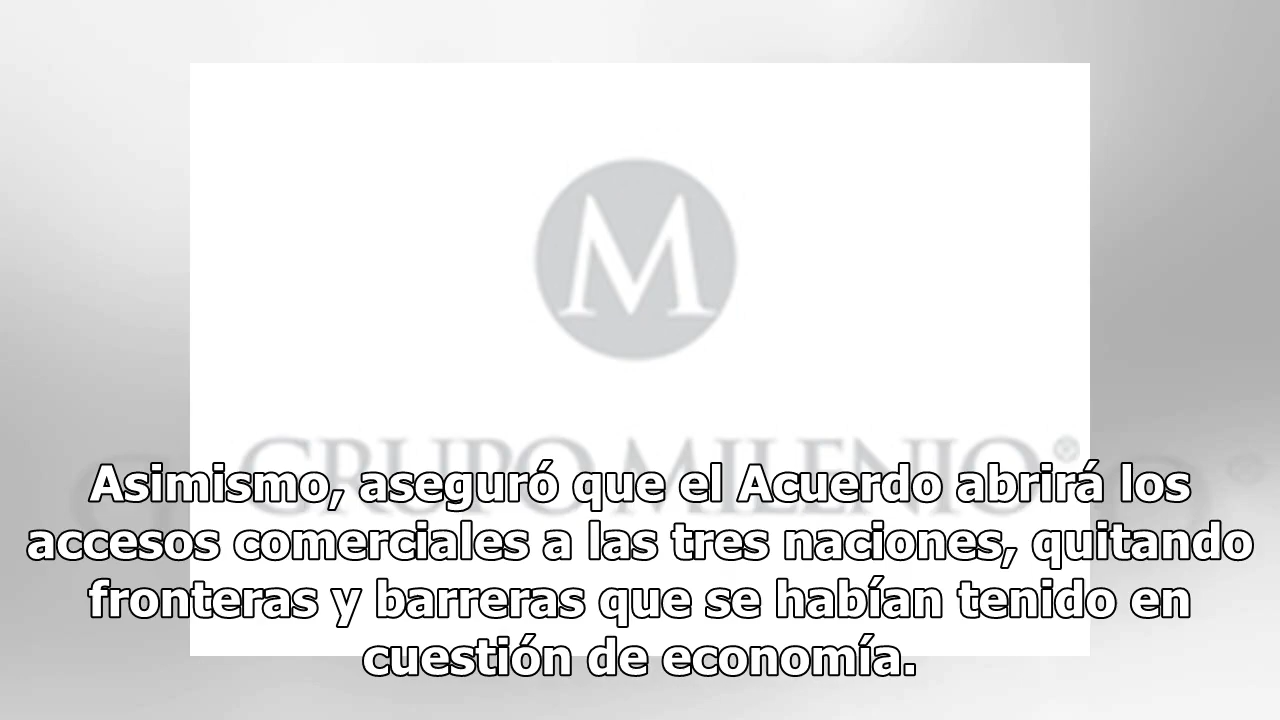 M
GRUPO MILENIO®
Asimismo, aseguró que el Acuerdo abrirá los
accesos comerciales a las tres naciones, quitando
fronteras y barreras que se habían tenido en
cuestión de economía.